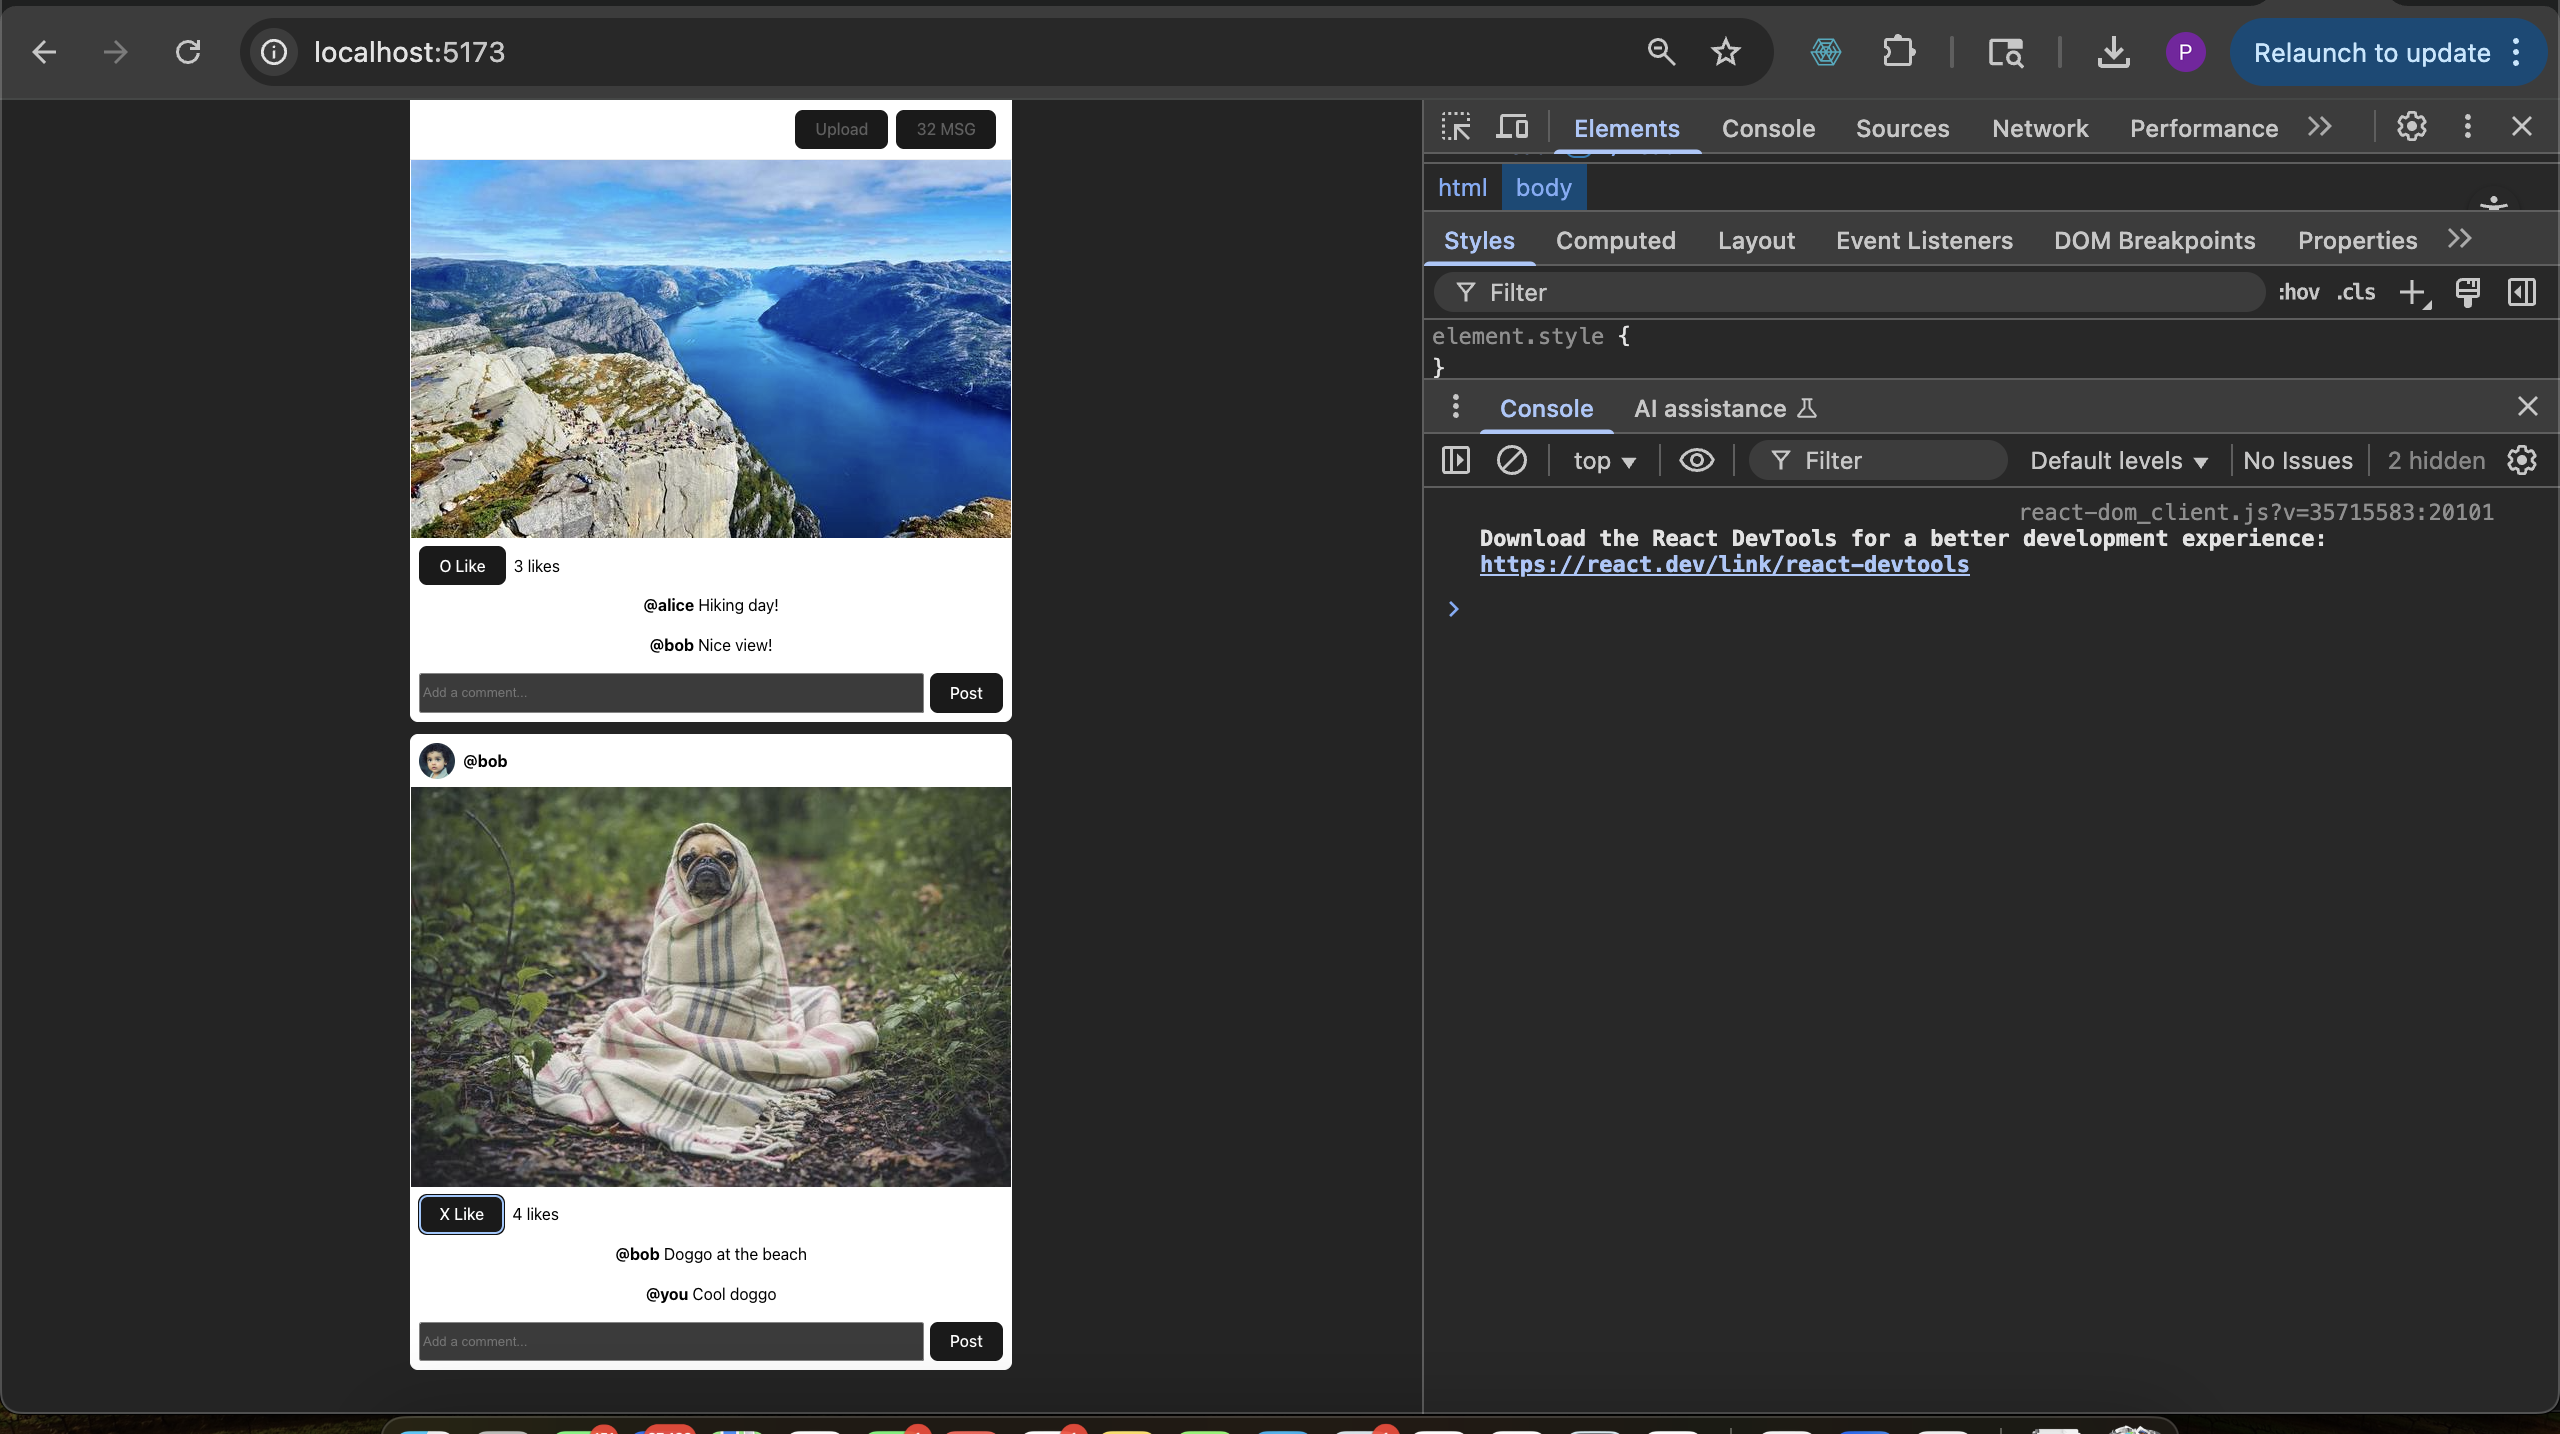 localhost:5173
P
Relaunch to update
Upload
32 MSG
O Like
3 likes
@alice Hiking day!
@bob Nice view!
Add a comment...
Post
@bob
X Like
4 likes
@bob Doggo at the beach
@you Cool doggo
Add a comment...
Post
Elements
Console
Sources
Network
Performance
html
body
Styles
Computed
Layout
Event Listeners
DOM Breakpoints
Properties
Filter
:hov
.cls
element.style {
}
Console
AI assistance
top
Filter
Default levels
No Issues
2 hidden
react-dom_client.js?v=35715583:20101
Download the React DevTools for a better development experience:
https://react.dev/link/react-devtools